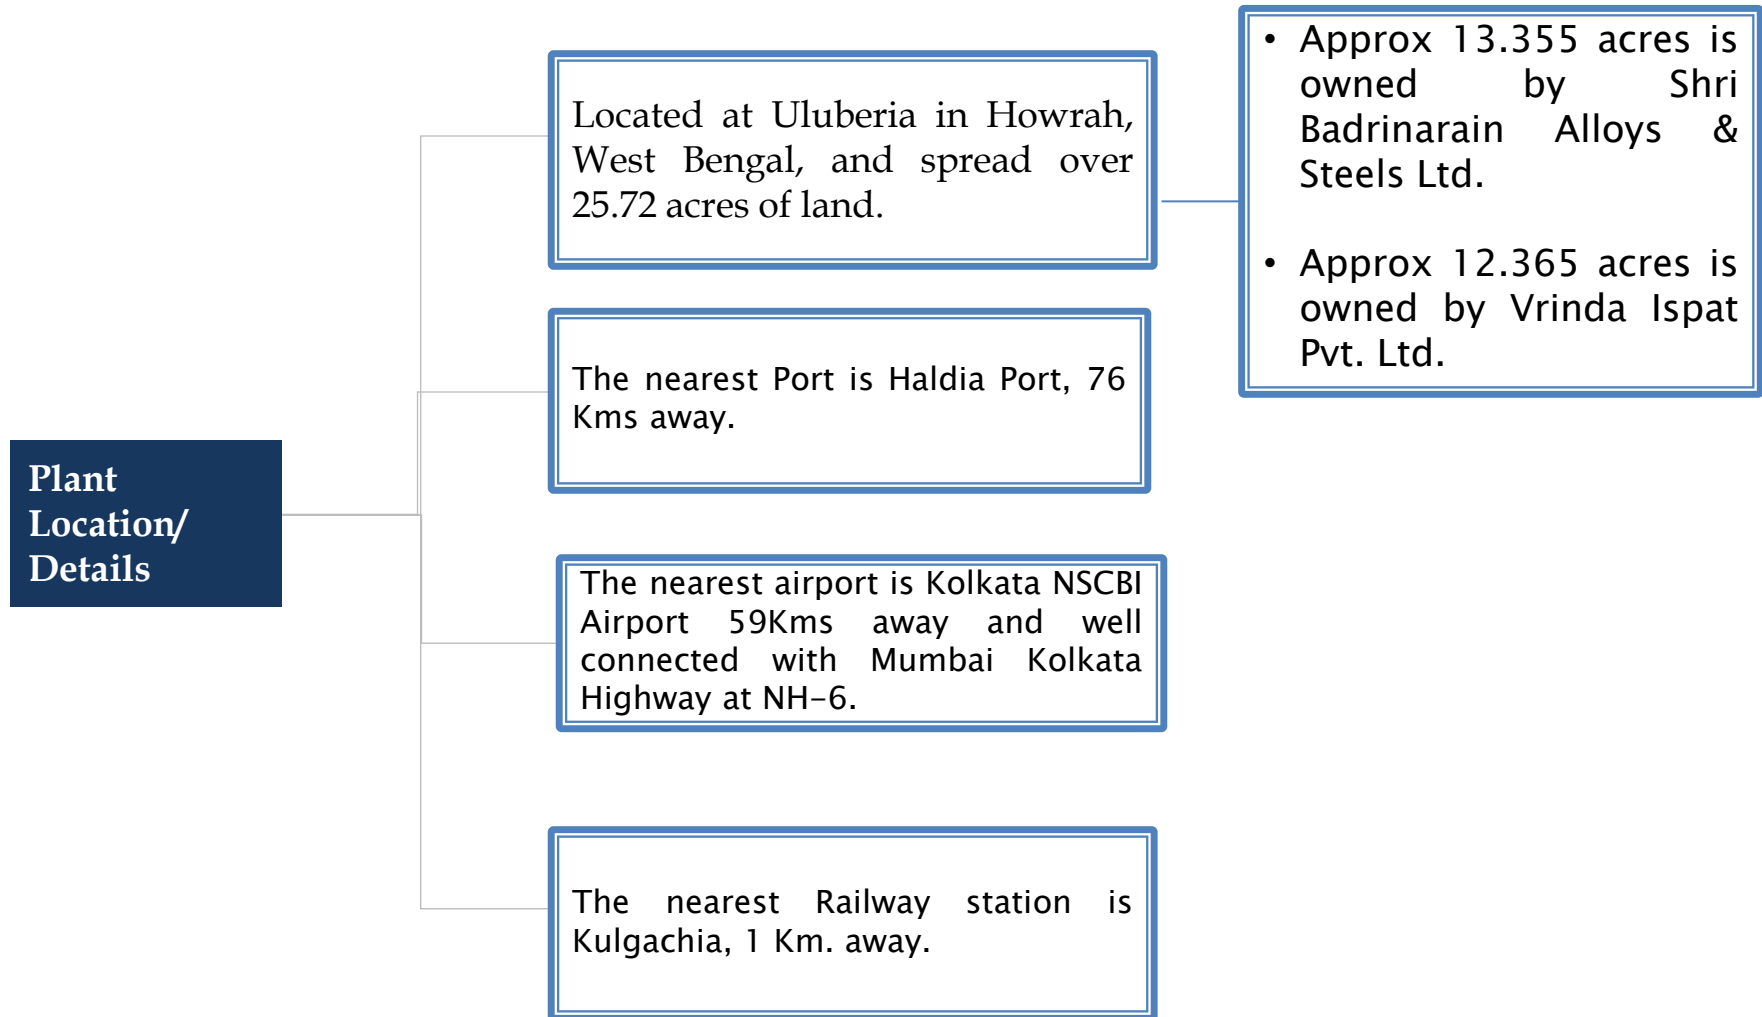 Plant
Location/
Details
Located at Uluberia in Howrah,
West Bengal, and spread over
25.72 acres of land.
• Approx 13.355 acres is
owned by Shri
Badrinarain Alloys &
Steels Ltd.
• Approx 12.365 acres is
owned by Vrinda Ispat
Pvt. Ltd.
The nearest Port is Haldia Port, 76
Kms away.
The nearest airport is Kolkata NSCBI
Airport 59Kms away and well
connected with Mumbai Kolkata
Highway at NH-6.
The nearest Railway station is
Kulgachia, 1 Km. away.